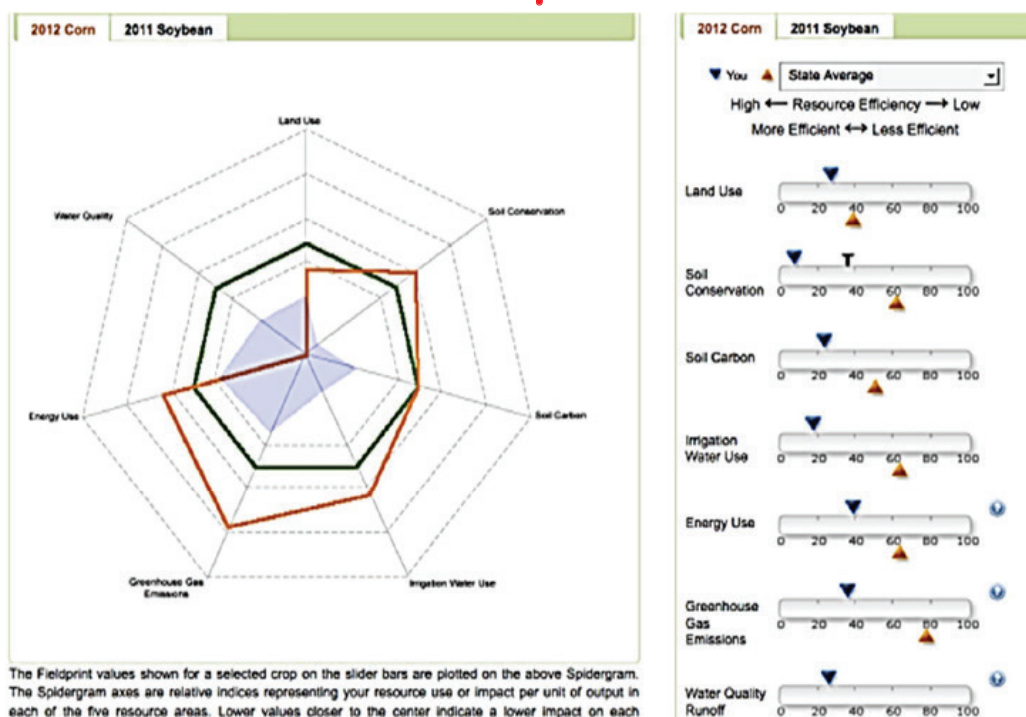 2012 Corn 2011 Soybean
Land Use
Water Quality
Soil Conservation
Energy Use
Soil Carbon
Greenhouse Gas
Emissions
Irrigation Water Use
The Fieldprint values shown for a selected crop on the slider bars are plotted on the above Spidergram.
The Spidergram axes are relative indices representing your resource use or impact per unit of output in
each of the five resource areas. Lower values closer to the center indicate a lower impact on each
2012 Corn 2011 Soybean
You State Average
High ← Resource Efficiency → Low
More Efficient ↔ Less Efficient
Land Use
0 20 40 60 80 100
T
Soil
Conservation
0 20 40 60 80 100
Soil Carbon
0 20 40 60 80 100
Irrigation
Water Use
0 20 40 60 80 100
Energy Use
0 20 40 60 80 100
Greenhouse
Gas
Emissions
0 20 40 60 80 100
Water Quality
Runoff
0 20 40 60 80 100